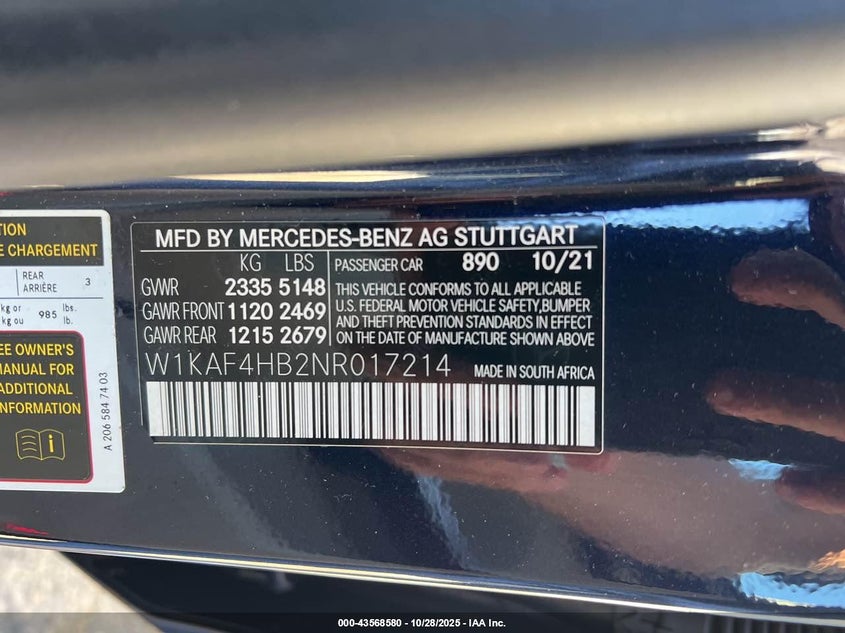 TION
E CHARGEMENT
REAR
ARRIÈRE 3
kg or
kg ou 985 lbs.
lb.
EE OWNER'S
MANUAL FOR
ADDITIONAL
INFORMATION
A 206 584 74 03
MFD BY MERCEDES-BENZ AG STUTTGART
KG LBS
GWWR 2335 5148
GAWR FRONT 1120 2469
GAWR REAR 1215 2679
PASSENGER CAR 890 10/21
THIS VEHICLE CONFORMS TO ALL APPLICABLE
U.S. FEDERAL MOTOR VEHICLE SAFETY, BUMPER
AND THEFT PREVENTION STANDARDS IN EFFECT
ON THE DATE OF MANUFACTURE SHOWN ABOVE
W1KAF4HB2NR017214 MADE IN SOUTH AFRICA
000-43568580 - 10/28/2025 - IAA Inc.